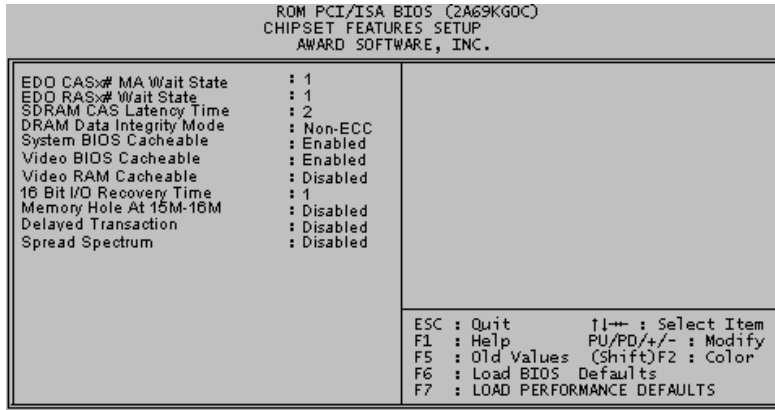 ROM PCI/ISA BIOS (2A69KGOC)
CHIPSET FEATURES SETUP
AWARD SOFTWARE, INC.
EDO CASx# MA Wait State : 1
EDO RASx# Wait State : 1
SDRAM CAS Latency Time : 2
DRAM Data Integrity Mode : Non-ECC
System BIOS Cacheable : Enabled
Video BIOS Cacheable : Enabled
Video RAM Cacheable : Disabled
16 Bit I/O Recovery Time : 1
Memory Hole At 15M-16M : Disabled
Delayed Transaction : Disabled
Spread Spectrum : Disabled
ESC : Quit ↑↓→← : Select Item
F1 : Help PU/PD/+/- : Modify
F5 : Old Values (Shift)F2 : Color
F6 : Load BIOS Defaults
F7 : LOAD PERFORMANCE DEFAULTS